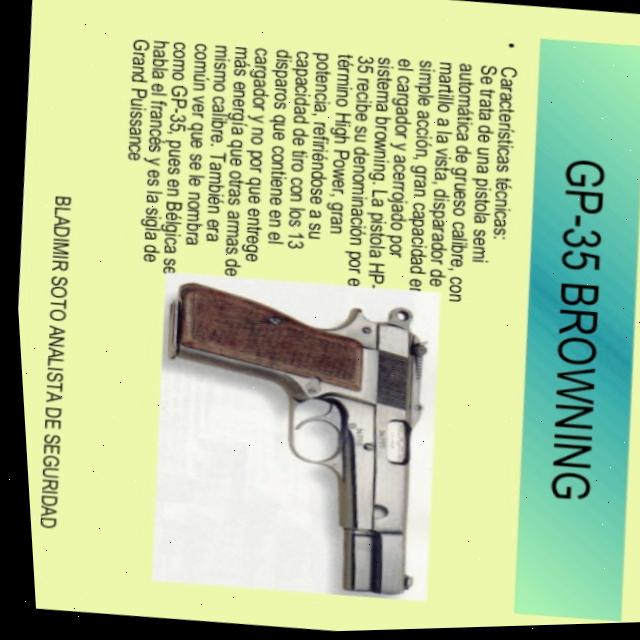 GP-35 BROWNING
• Características técnicas:
Se trata de una pistola semi
automática de grueso calibre, con
martillo a la vista, disparador de
simple acción, gran capacidad en
el cargador y acerrojado por
sistema browning. La pistola HP-
35 recibe su denominación por e
término High Power, gran
potencia, refiriéndose a su
capacidad de tiro con los 13
disparos que contiene en el
cargador y no por que entrege
más energía que otras armas de
mismo calibre. También era
común ver que se le nombra
como GP-35, pues en Bélgica se
habla el francés y es la sigla de
Grand Puissance
BLADIMIR SOTO ANALISTA DE SEGURIDAD